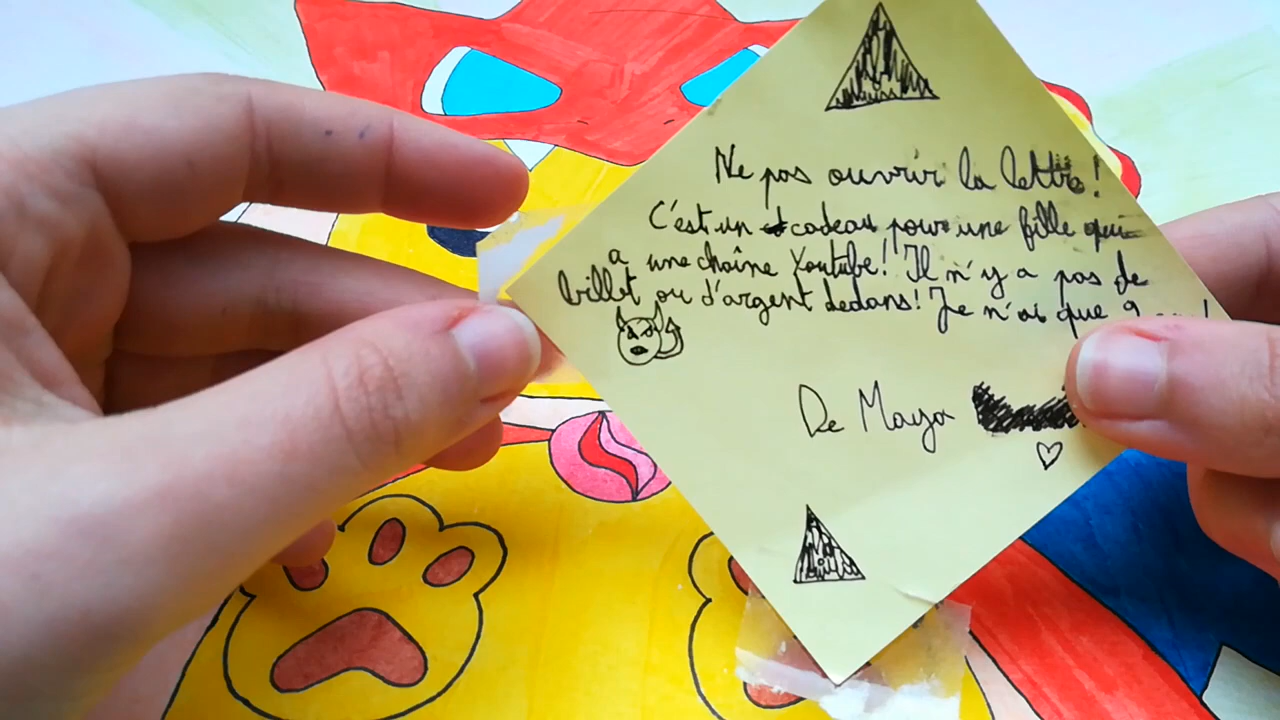 Ne pas ouvrir la lettre !
C'est un cadeau pour une fille qui
a une chaîne Youtube ! Il n'y a pas de
billet ou d'argent dedans ! Je n'ai que 9
De Maya